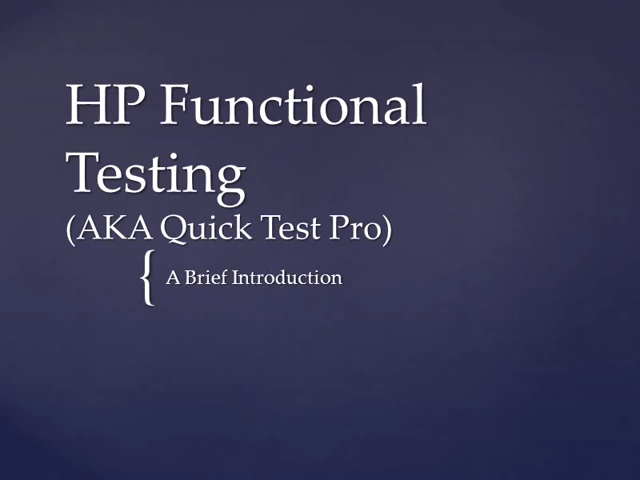 HP Functional
Testing
(AKA Quick Test Pro)
{ A Brief Introduction